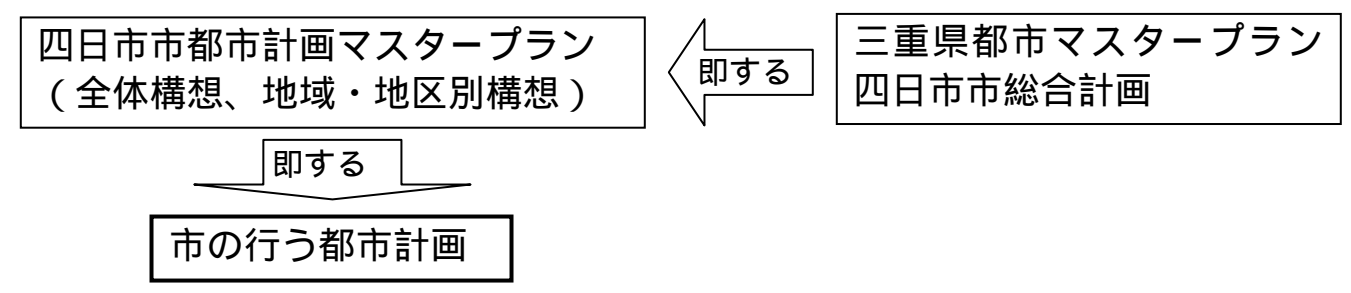 四日市市都市計画マスタープラン
（全体構想、地域・地区別構想）
即する
三重県都市マスタープラン
四日市市総合計画
即する
市の行う都市計画